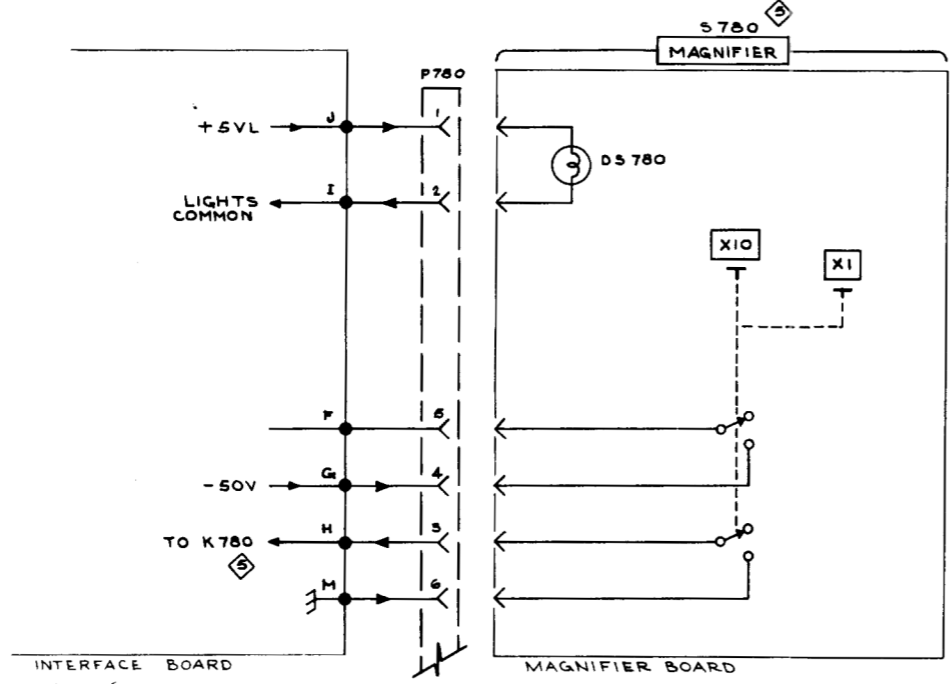 S780 5
MAGNIFIER
P780
+5VL J 1
DS780
LIGHTS
COMMON
I 2
X10
X1
F 5
-50V G 4
TO K780 H 3
5
M 6
INTERFACE BOARD
MAGNIFIER BOARD